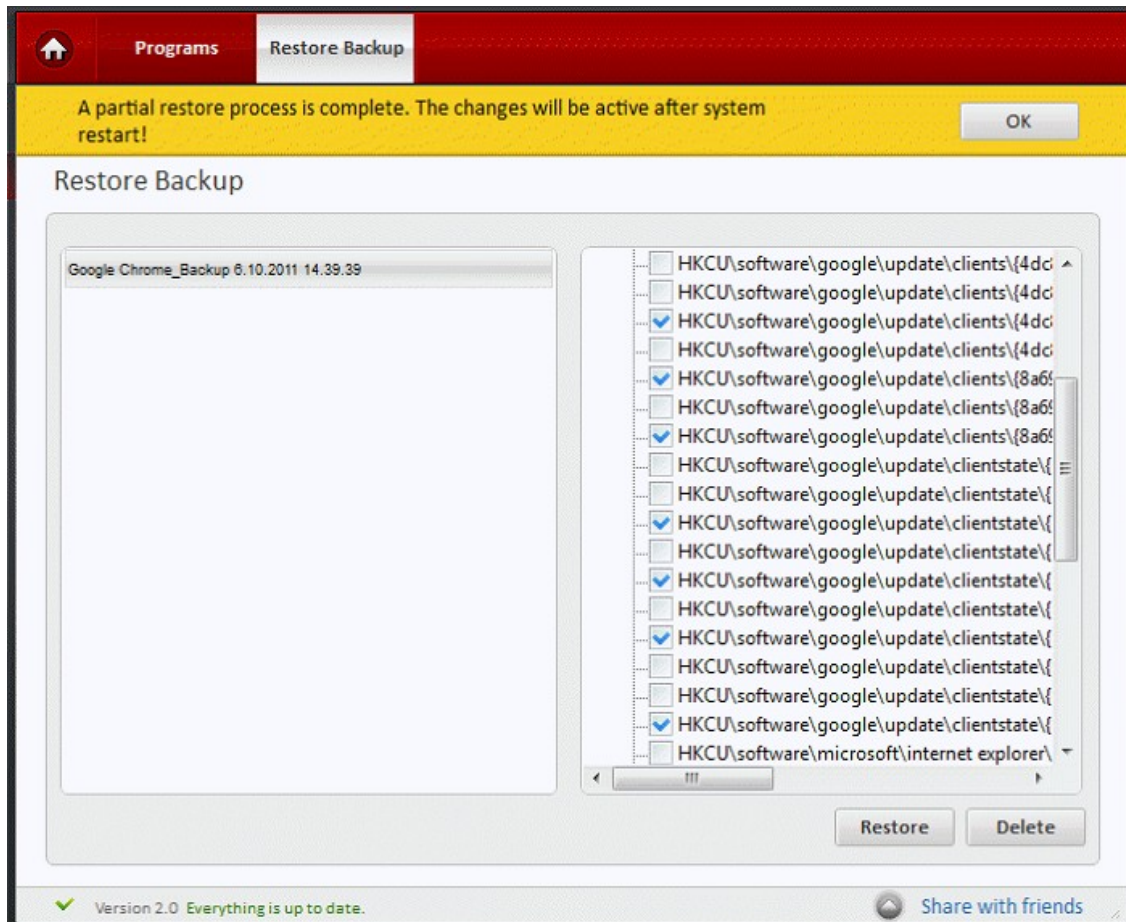 Programs
Restore Backup
A partial restore process is complete. The changes will be active after system
restart!
OK
Restore Backup
Google Chrome_Backup 6.10.2011 14.39.39
HKCU\software\google\update\clients\{4dc
HKCU\software\google\update\clients\{4dc
HKCU\software\google\update\clients\{4dc
HKCU\software\google\update\clients\{4dc
HKCU\software\google\update\clients\{8a69
HKCU\software\google\update\clients\{8a69
HKCU\software\google\update\clients\{8a69
HKCU\software\google\update\clientstate\{
HKCU\software\google\update\clientstate\{
HKCU\software\google\update\clientstate\{
HKCU\software\google\update\clientstate\{
HKCU\software\google\update\clientstate\{
HKCU\software\google\update\clientstate\{
HKCU\software\google\update\clientstate\{
HKCU\software\google\update\clientstate\{
HKCU\software\google\update\clientstate\{
HKCU\software\google\update\clientstate\{
HKCU\software\microsoft\internet explorer\
Restore
Delete
Version 2.0 Everything is up to date.
Share with friends